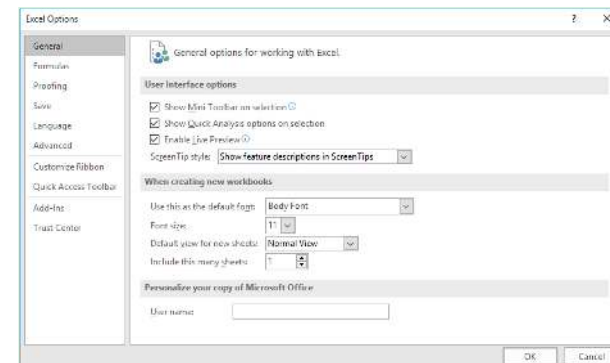 Excel Options ? X
General
Formulas
Proofing
Save
Language
Advanced
Customize Ribbon
Quick Access Toolbar
Add-Ins
Trust Center
General options for working with Excel.
User Interface options
Show Mini Toolbar on selection
Show Quick Analysis options on selection
Enable Live Preview
ScreenTip style: Show feature descriptions in ScreenTips
When creating new workbooks
Use this as the default font: Body Font
Font size: 11
Default view for new sheets: Normal View
Include this many sheets: 1
Personalize your copy of Microsoft Office
User name:
OK Cancel